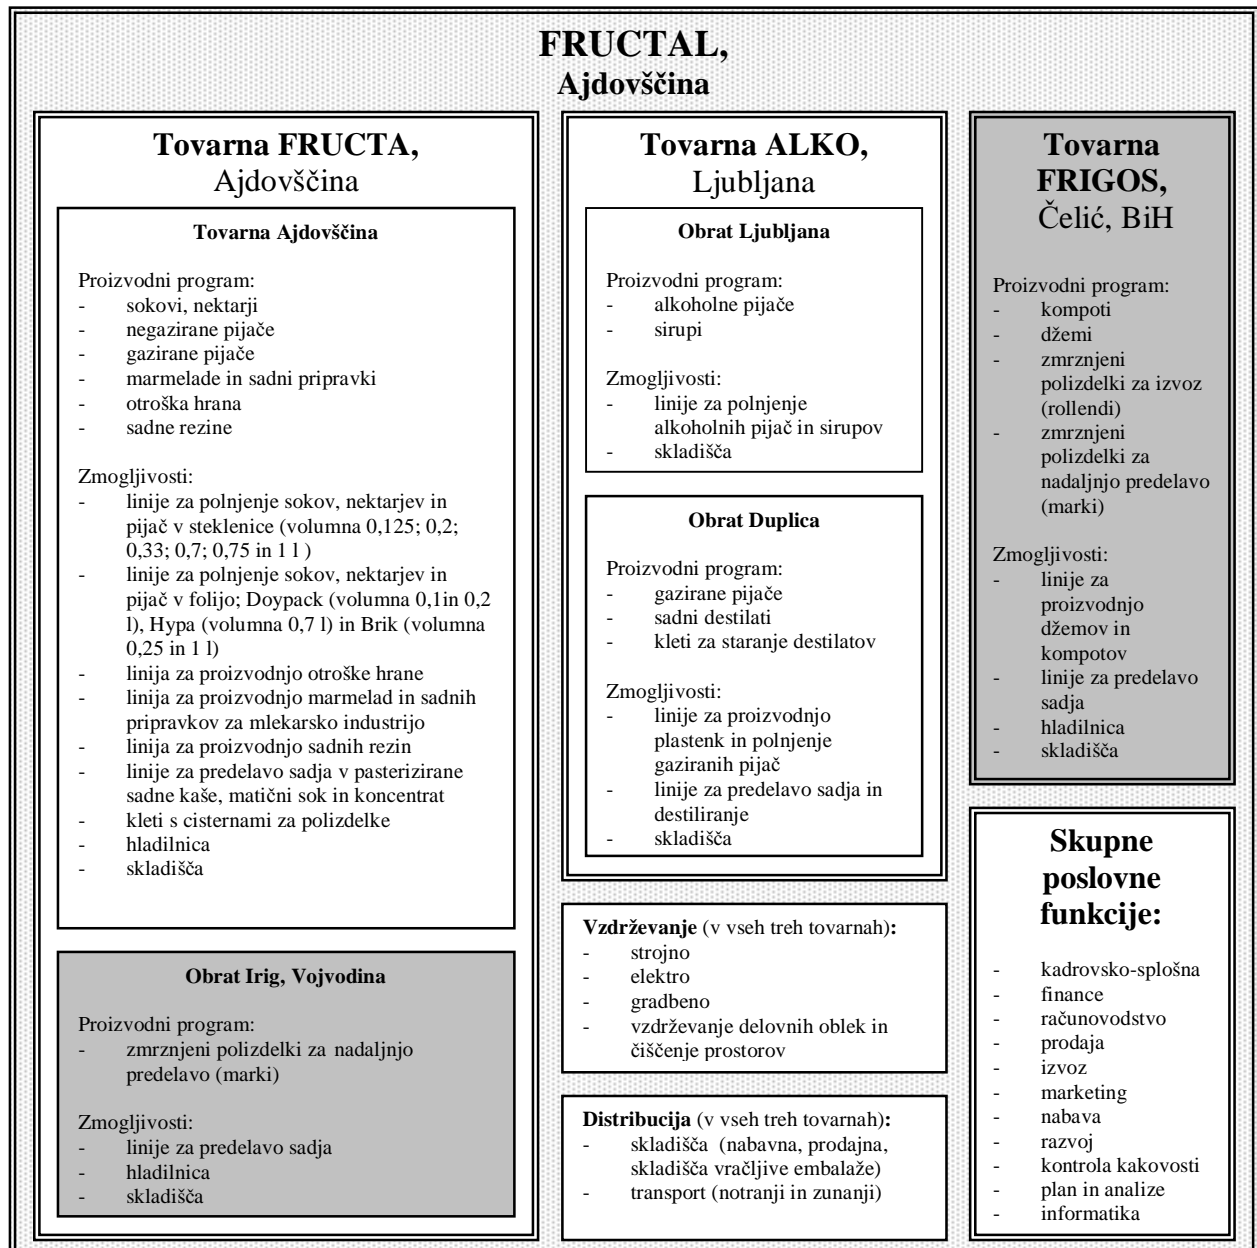 FRUCTAL,
Ajdovščina
Tovarna FRUCTA,
Ajdovščina
Tovarna Ajdovščina
Proizvodni program:
- sokovi, nektarji
- negazirane pijače
- gazirane pijače
- marmelade in sadni pripravki
- otroška hrana
- sadne rezine
Zmogljivosti:
- linije za polnjenje sokov, nektarjev in
pijač v steklenice (volumna 0,125; 0,2;
0,33; 0,7; 0,75 in 1 l )
- linije za polnjenje sokov, nektarjev in
pijač v folijo; Doypack (volumna 0,1in 0,2
l), Hypa (volumna 0,7 l) in Brik (volumna
0,25 in 1 l)
- linija za proizvodnjo otroške hrane
- linija za proizvodnjo marmelad in sadnih
pripravkov za mlekarsko industrijo
- linija za proizvodnjo sadnih rezin
- linije za predelavo sadja v pasterizirane
sadne kaše, matični sok in koncentrat
- kleti s cisternami za polizdelke
- hladilnica
- skladišča
Obrat Irig, Vojvodina
Proizvodni program:
- zmrznjeni polizdelki za nadaljnjo
predelavo (marki)
Zmogljivosti:
- linije za predelavo sadja
- hladilnica
- skladišča
Tovarna ALKO,
Ljubljana
Obrat Ljubljana
Proizvodni program:
- alkoholne pijače
- sirupi
Zmogljivosti:
- linije za polnjenje
alkoholnih pijač in sirupov
- skladišča
Obrat Duplica
Proizvodni program:
- gazirane pijače
- sadni destilati
- kleti za staranje destilatov
Zmogljivosti:
- linije za proizvodnjo
plastenk in polnjenje
gaziranih pijač
- linije za predelavo sadja in
destiliranje
- skladišča
Vzdrževanje (v vseh treh tovarnah):
- strojno
- elektro
- gradbeno
- vzdrževanje delovnih oblek in
čiščenje prostorov
Distribucija (v vseh treh tovarnah):
- skladišča (nabavna, prodajna,
skladišča vračljive embalaže)
- transport (notranji in zunanji)
Tovarna
FRIGOS,
Čelić, BiH
Proizvodni program:
- kompoti
- džemi
- zmrznjeni
polizdelki za izvoz
(rollendi)
- zmrznjeni
polizdelki za
nadaljnjo predelavo
(marki)
Zmogljivosti:
- linije za
proizvodnjo
džemov in
kompotov
- linije za predelavo
sadja
- hladilnica
- skladišča
Skupne
poslovne
funkcije:
- kadrovsko-splošna
- finance
- računovodstvo
- prodaja
- izvoz
- marketing
- nabava
- razvoj
- kontrola kakovosti
- plan in analize
- informatika